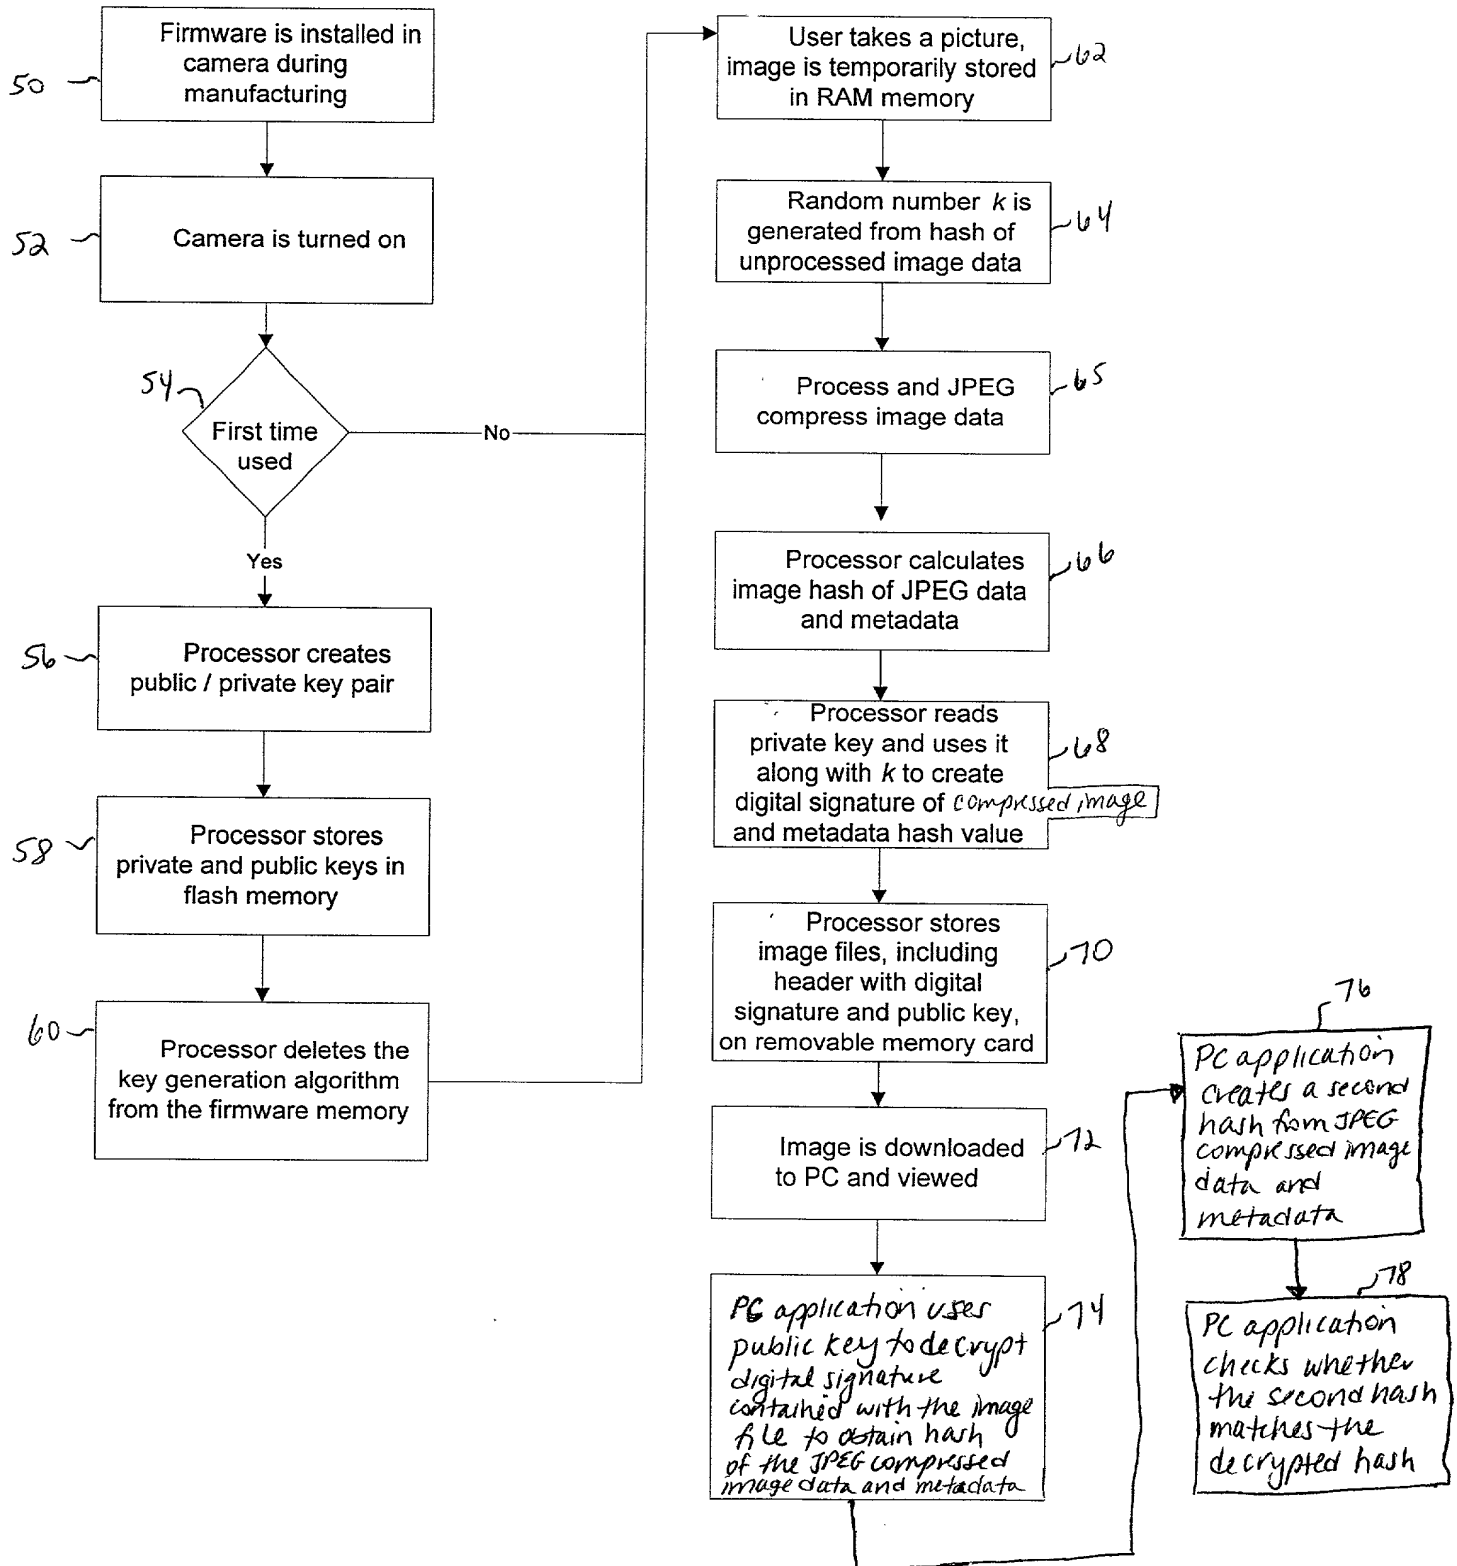 Firmware is installed in
camera during
manufacturing
50
Camera is turned on
52
54
First time
used
No
Yes
56
Processor creates
public / private key pair
58
Processor stores
private and public keys in
flash memory
60
Processor deletes the
key generation algorithm
from the firmware memory
User takes a picture,
image is temporarily stored
in RAM memory
62
Random number k is
generated from hash of
unprocessed image data
64
Process and JPEG
compress image data
65
Processor calculates
image hash of JPEG data
and metadata
66
Processor reads
private key and uses it
along with k to create
digital signature of compressed image
and metadata hash value
68
Processor stores
image files, including
header with digital
signature and public key,
on removable memory card
70
Image is downloaded
to PC and viewed
72
PC application uses
public key to decrypt
digital signature
contained with the image
file to obtain hash
of the JPEG compressed
image data and metadata
74
76
PC application
creates a second
hash from JPEG
compressed image
data and
metadata
78
PC application
checks whether
the second hash
matches the
decrypted hash